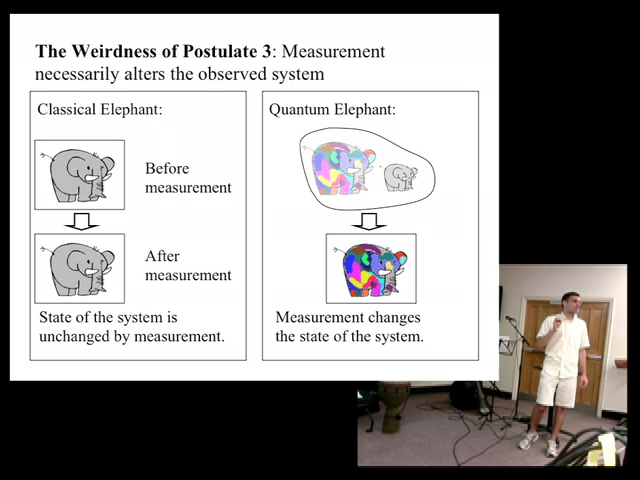 The Weirdness of Postulate 3: Measurement
necessarily alters the observed system
Classical Elephant:
Before
measurement
After
measurement
State of the system is
unchanged by measurement.
Quantum Elephant:
Measurement changes
the state of the system.